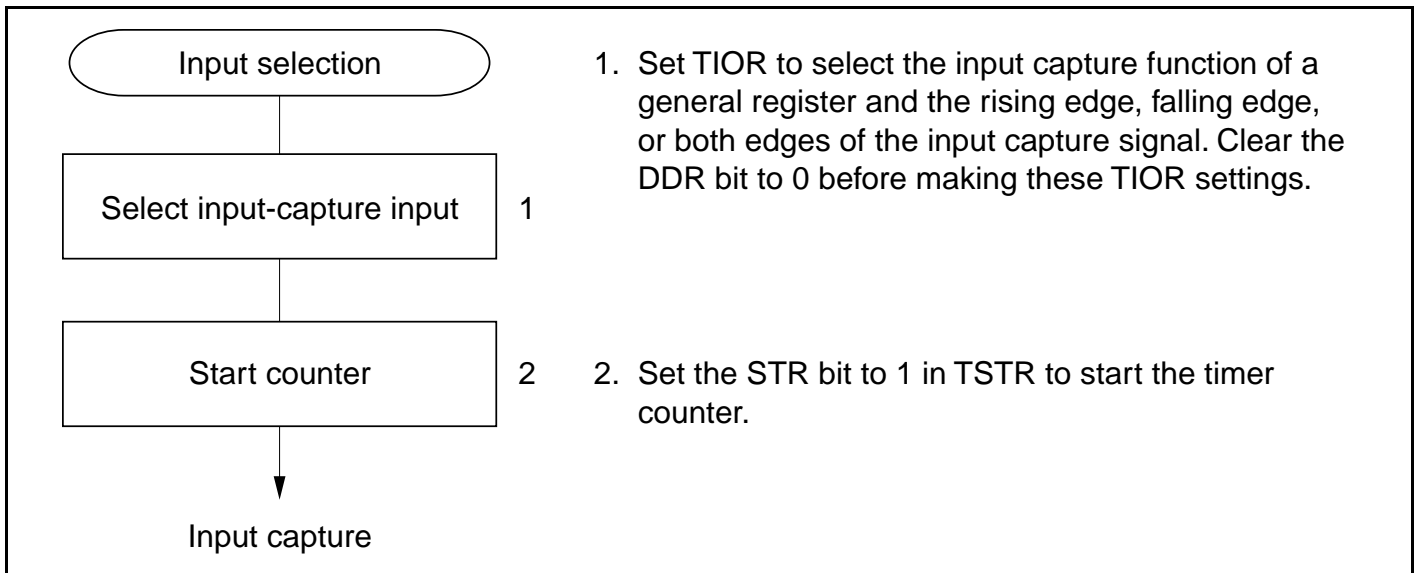 Input selection
1. Set TIOR to select the input capture function of a
general register and the rising edge, falling edge,
or both edges of the input capture signal. Clear the
DDR bit to 0 before making these TIOR settings.
Select input-capture input 1
Start counter 2
2. Set the STR bit to 1 in TSTR to start the timer
counter.
Input capture